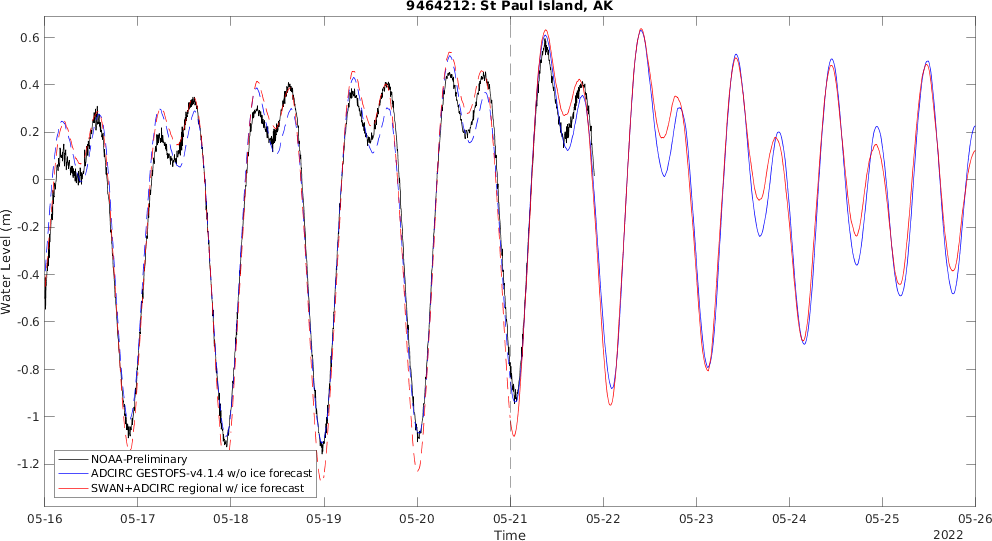 9464212: St Paul Island, AK
0.6
0.4
0.2
0
-0.2
-0.4
-0.6
-0.8
-1
-1.2
Water Level (m)
NOAA-Preliminary
ADCIRC GESTOFS-v4.1.4 w/o ice forecast
SWAN+ADCIRC regional w/ ice forecast
05-16 05-17 05-18 05-19 05-20 05-21 05-22 05-23 05-24 05-25 05-26
Time
2022